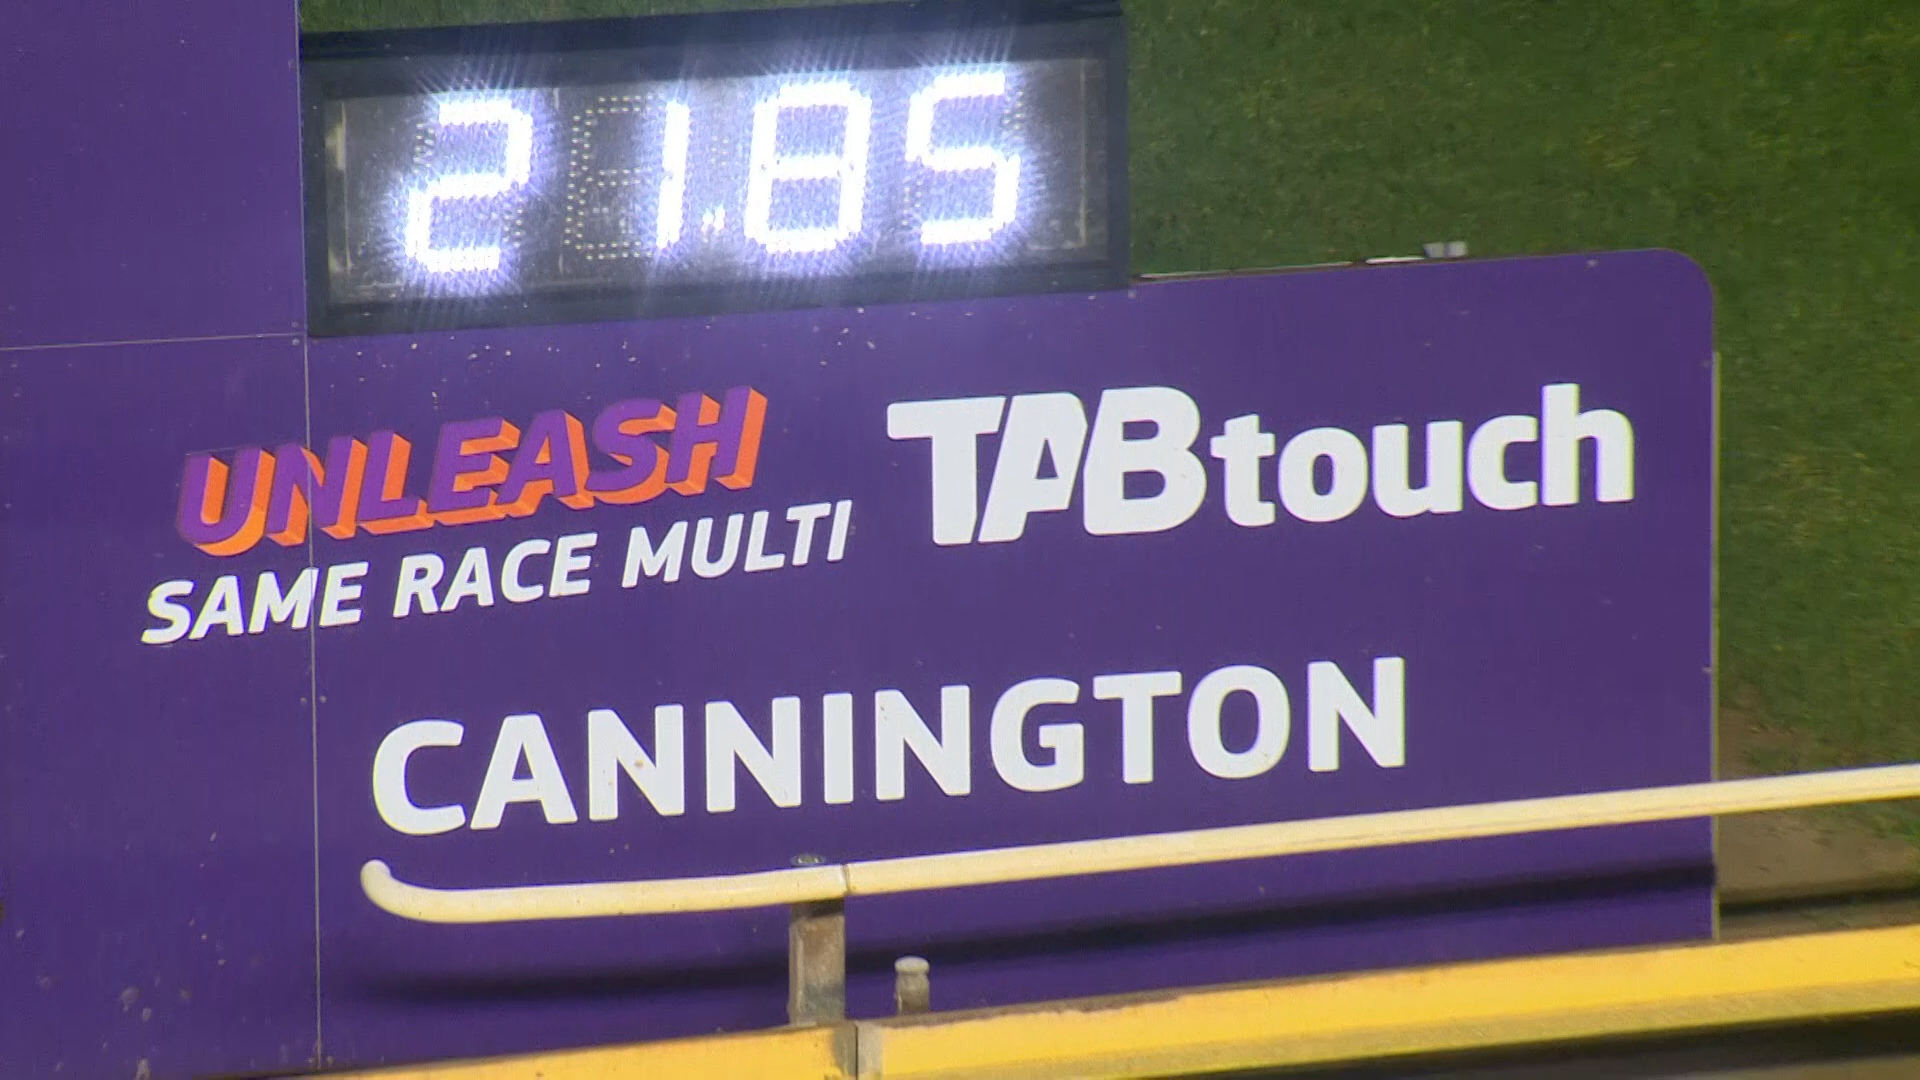 21.85
UNLEASH
SAME RACE MULTI
TABtouch
CANNINGTON